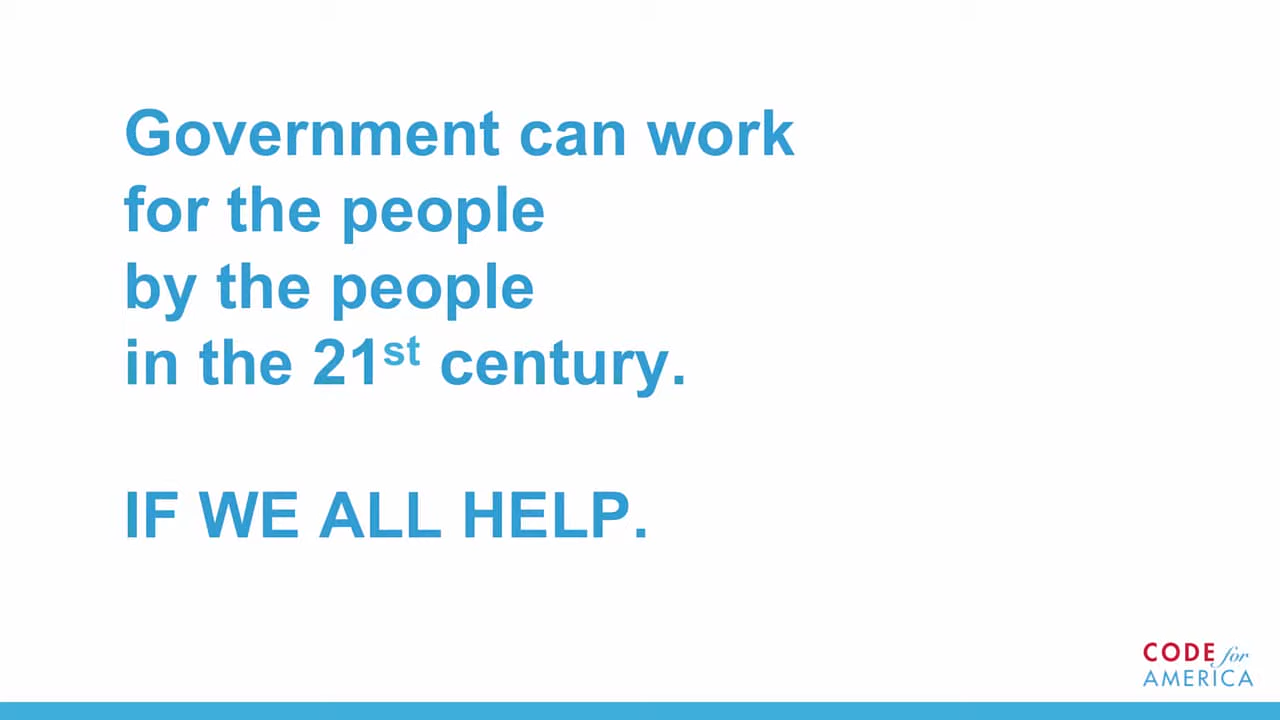 Government can work
for the people
by the people
in the 21st century.
IF WE ALL HELP.
CODE for
AMERICA